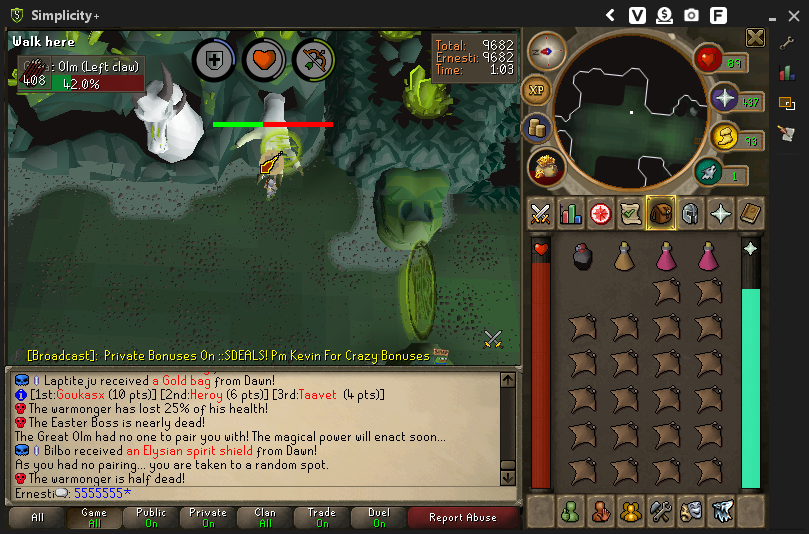 Simplicity+
Walk here
Olm (Left claw)
408
42.0%
Total: 9682
Ernesti: 9682
Time: 1:03
89
XP
437
93
1
[Broadcast]: Private Bonuses On ::SDEALS! Pm Kevin For Crazy Bonuses
Laptiteju received a Gold bag from Dawn!
[1st:Goukasx (10 pts)] [2nd:Heroy (6 pts)] [3rd:Taavet (4 pts)]
The warmonger has lost 25% of his health!
The Easter Boss is nearly dead!
The Great Olm had no one to pair you with! The magical power will enact soon...
Bilbo received an Elysian spirit shield from Dawn!
As you had no pairing... you are taken to a random spot.
The warmonger is half dead!
Ernesti: 5555555*
All
Game
All
Public
On
Private
On
Clan
All
Trade
On
Duel
On
Report Abuse